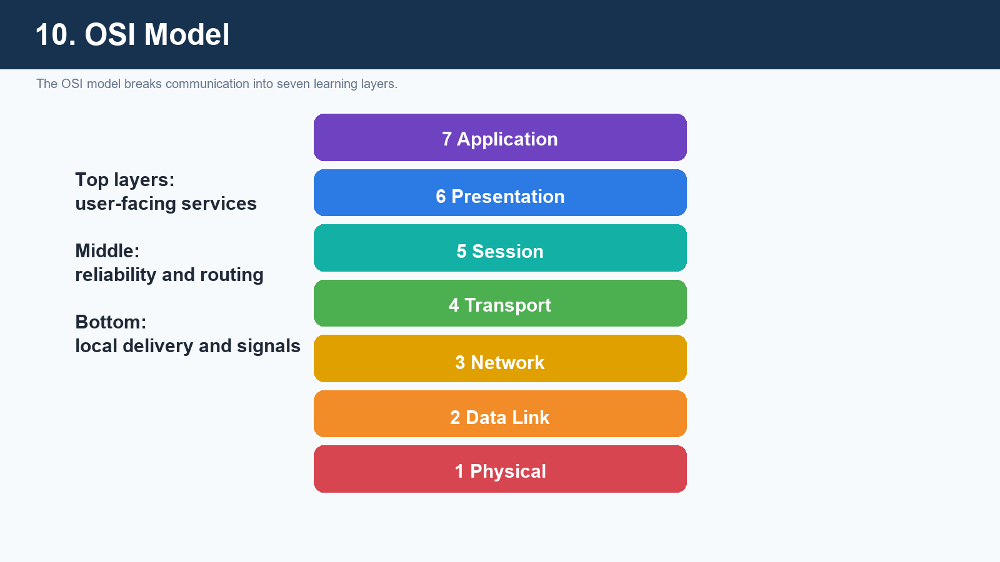 10. OSI Model
The OSI model breaks communication into seven learning layers.
7 Application
6 Presentation
5 Session
4 Transport
3 Network
2 Data Link
1 Physical
Top layers:
user-facing services
Middle:
reliability and routing
Bottom:
local delivery and signals